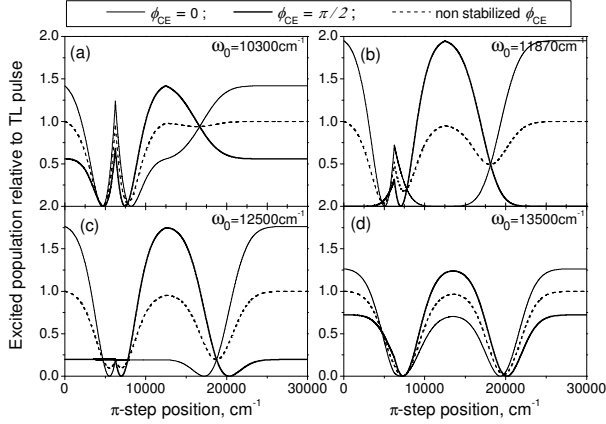 ϕCE = 0 ; ϕCE = π / 2 ; non stabilized ϕCE
Excited population relative to TL pulse
(a) ω0=10300cm-1
2.0
1.5
1.0
0.5
0.0
(b) ω0=11870cm-1
2.0
1.5
1.0
0.5
0.0
(c) ω0=12500cm-1
1.5
1.0
0.5
0.0
0 10000 20000 30000
π-step position, cm-1
(d) ω0=13500cm-1
1.5
1.0
0.5
0.0
0 10000 20000 30000
π-step position, cm-1